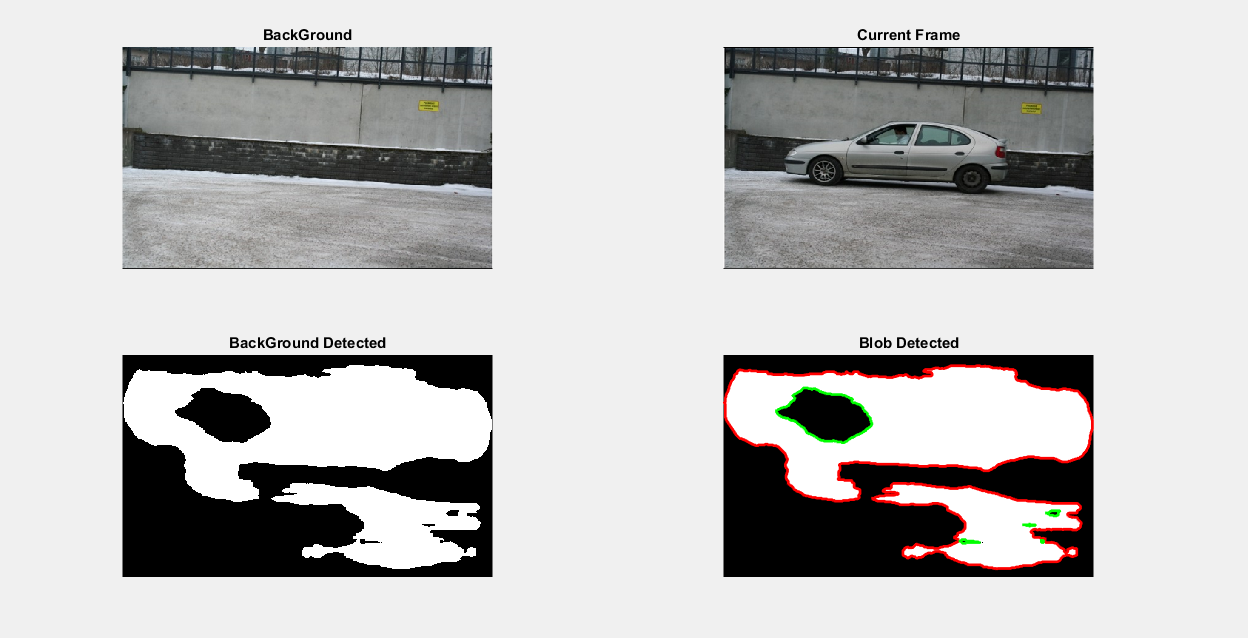 BackGround
Current Frame
BackGround Detected
Blob Detected